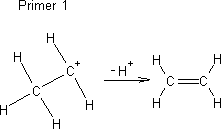 Primer 1
H H
C +
H C H
H H
- H+
H H
C = C
H H